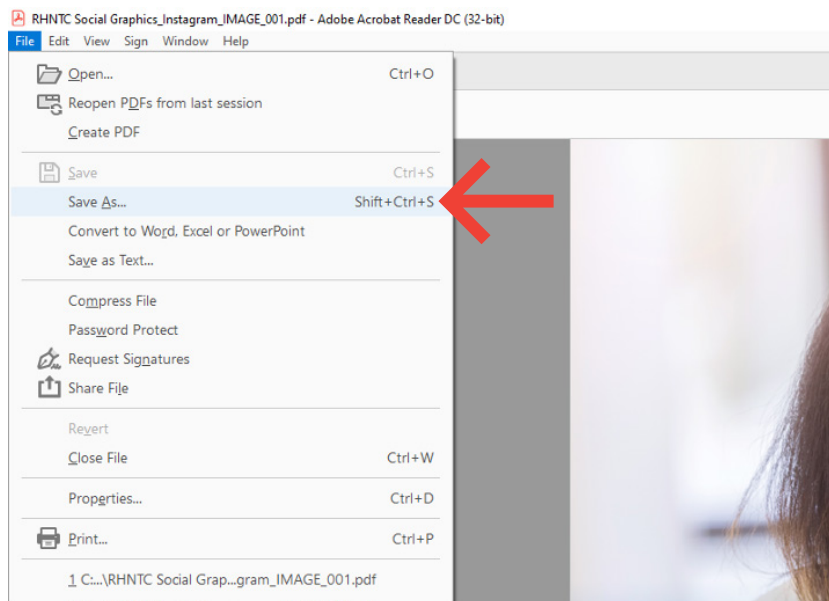 RHNTC Social Graphics_Instagram_IMAGE_001.pdf - Adobe Acrobat Reader DC (32-bit)
File Edit View Sign Window Help
Open... Ctrl+O
Reopen PDFs from last session
Create PDF
Save Ctrl+S
Save As... Shift+Ctrl+S
Convert to Word, Excel or PowerPoint
Save as Text...
Compress File
Password Protect
Request Signatures
Share File
Revert
Close File Ctrl+W
Properties... Ctrl+D
Print... Ctrl+P
1 C:...\RHNTC Social Grap...gram_IMAGE_001.pdf